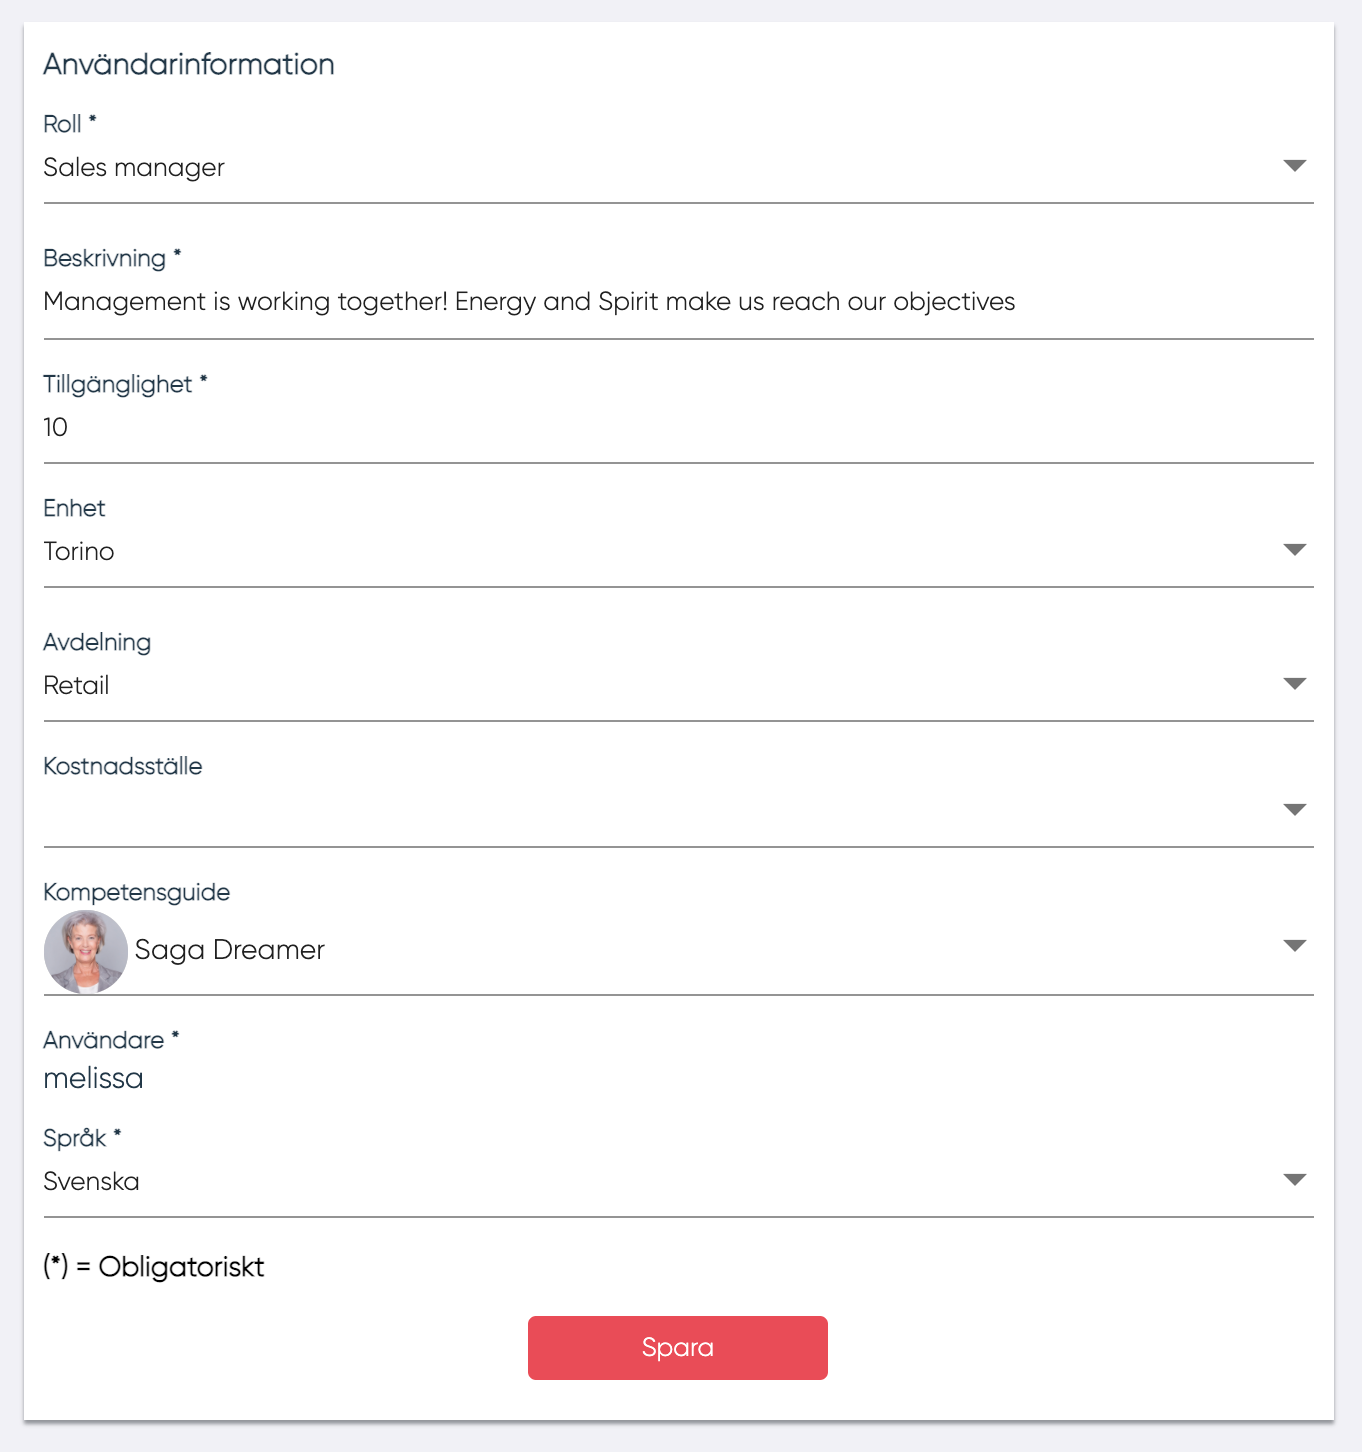 Användarinformation
Roll *
Sales manager
Beskrivning *
Management is working together! Energy and Spirit make us reach our objectives
Tillgänglighet *
10
Enhet
Torino
Avdelning
Retail
Kostnadsställe
Kompetensguide
Saga Dreamer
Användare *
melissa
Språk *
Svenska
(*) = Obligatoriskt
Spara